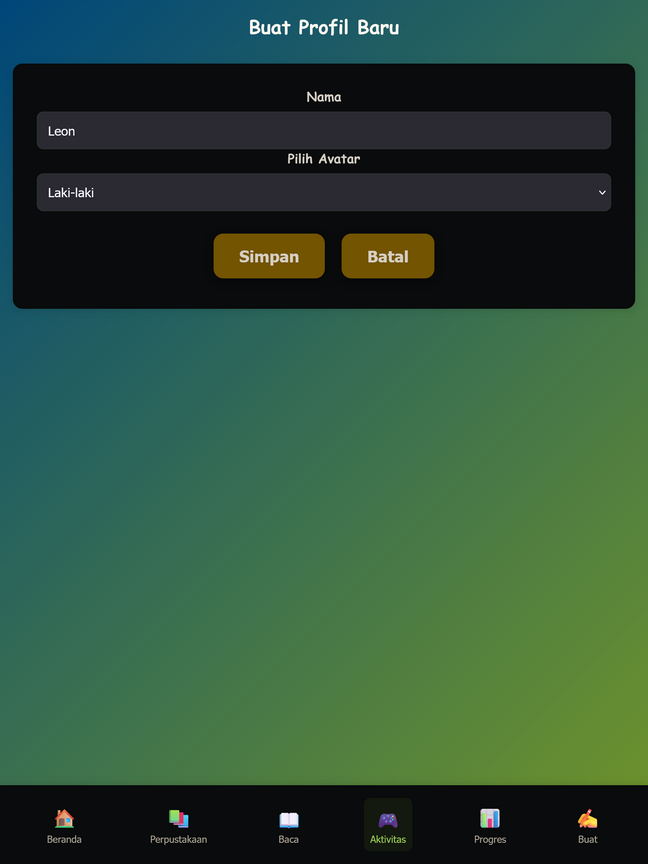 Buat Profil Baru
Nama
Leon
Pilih Avatar
Laki-laki
Simpan Batal
Beranda Perpustakaan Baca Aktivitas Progres Buat